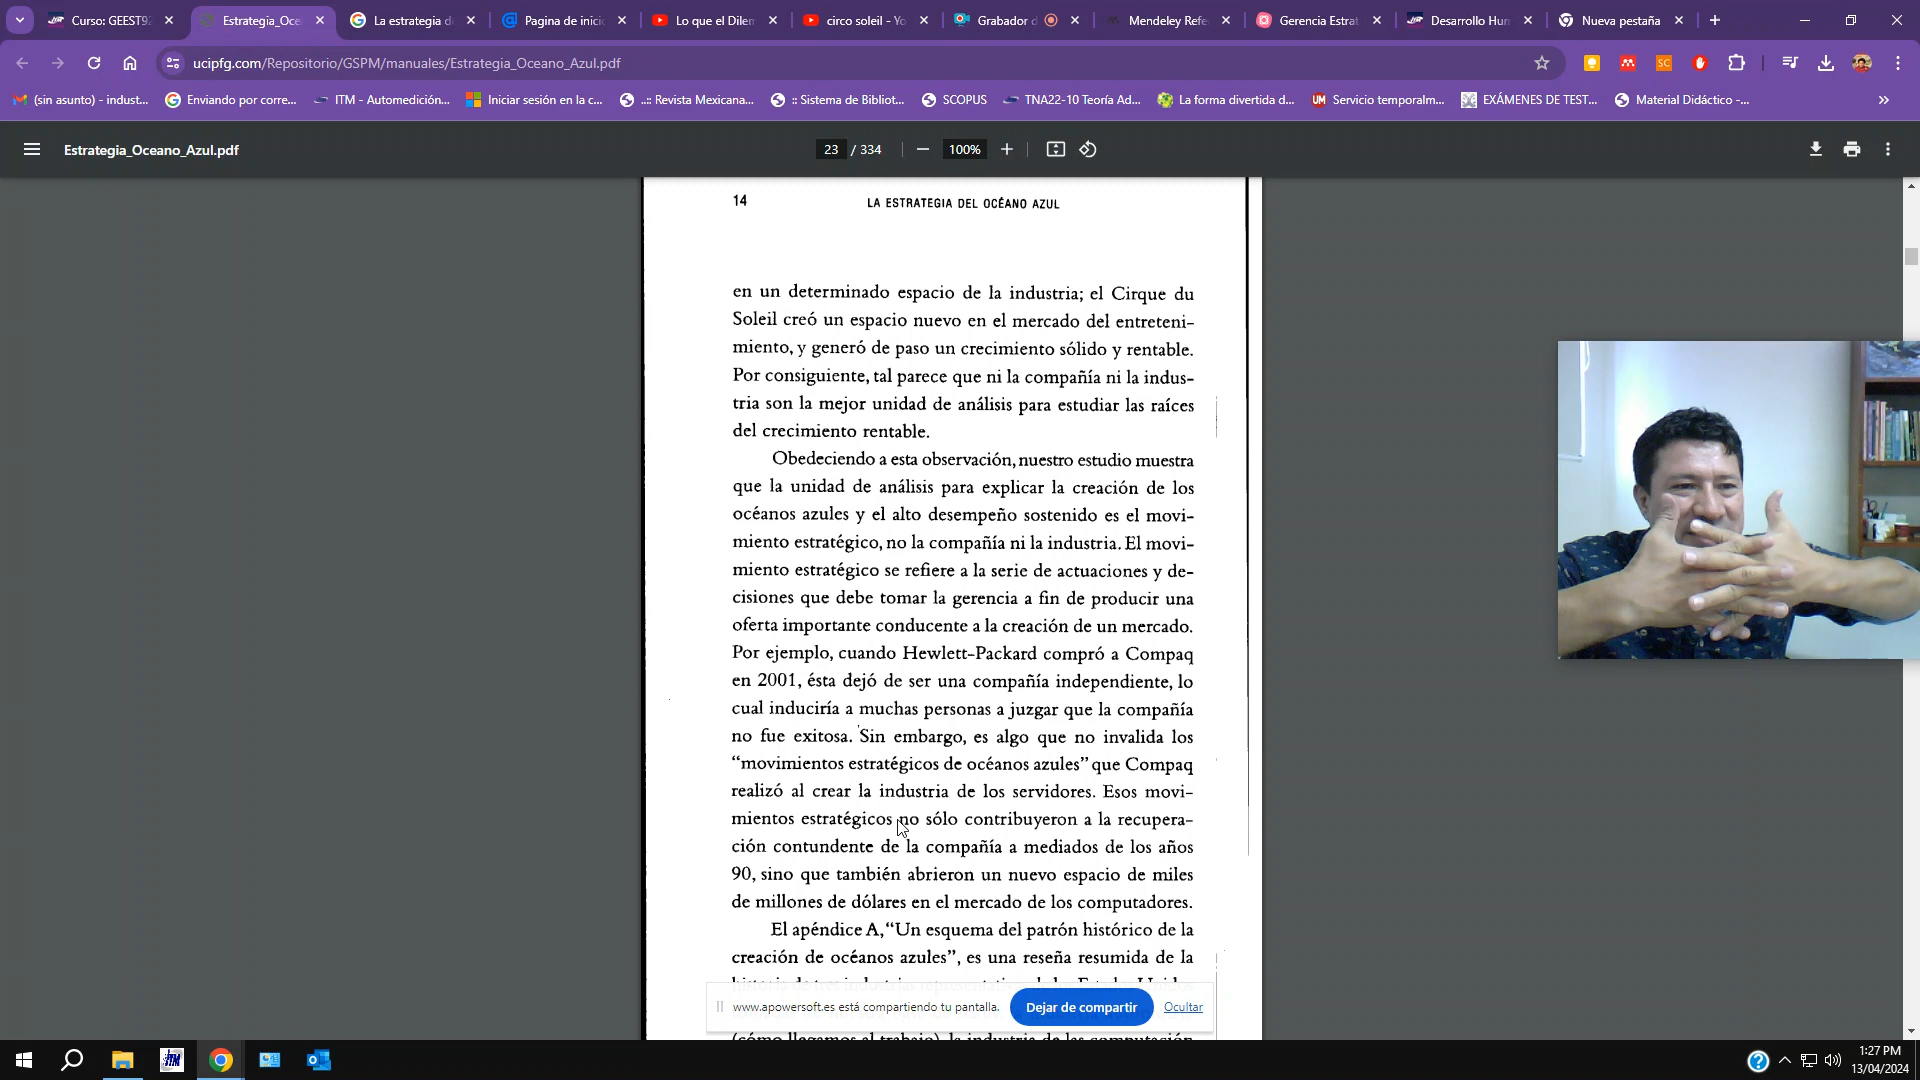 Curso: GEEST92
Estrategia_Oce
La estrategia d
Pagina de inici
Lo que el Dilem
circo soleil - Yo
Grabador d
Mendeley Refe
Gerencia Estrat
Desarrollo Hum
Nueva pestaña
ucipfg.com/Repositorio/GSPM/manuales/Estrategia_Oceano_Azul.pdf
(sin asunto) - indust...
Enviando por corre...
ITM - Automedición...
Iniciar sesión en la c...
..:: Revista Mexicana...
:: Sistema de Bibliot...
SCOPUS
TNA22-10 Teoría Ad...
La forma divertida d...
Servicio temporalm...
EXÁMENES DE TEST...
Material Didáctico -...
Estrategia_Oceano_Azul.pdf
23 / 334
100%
14
LA ESTRATEGIA DEL OCÉANO AZUL
en un determinado espacio de la industria; el Cirque du
Soleil creó un espacio nuevo en el mercado del entreteni-
miento, y generó de paso un crecimiento sólido y rentable.
Por consiguiente, tal parece que ni la compañía ni la indus-
tria son la mejor unidad de análisis para estudiar las raíces
del crecimiento rentable.
Obedeciendo a esta observación, nuestro estudio muestra
que la unidad de análisis para explicar la creación de los
océanos azules y el alto desempeño sostenido es el movi-
miento estratégico, no la compañía ni la industria. El movi-
miento estratégico se refiere a la serie de actuaciones y de-
cisiones que debe tomar la gerencia a fin de producir una
oferta importante conducente a la creación de un mercado.
Por ejemplo, cuando Hewlett-Packard compró a Compaq
en 2001, ésta dejó de ser una compañía independiente, lo
cual induciría a muchas personas a juzgar que la compañía
no fue exitosa. Sin embargo, es algo que no invalida los
“movimientos estratégicos de océanos azules” que Compaq
realizó al crear la industria de los servidores. Esos movi-
mientos estratégicos no sólo contribuyeron a la recupera-
ción contundente de la compañía a mediados de los años
90, sino que también abrieron un nuevo espacio de miles
de millones de dólares en el mercado de los computadores.
El apéndice A, “Un esquema del patrón histórico de la
creación de océanos azules”, es una reseña resumida de la
www.apowersoft.es está compartiendo tu pantalla.
Dejar de compartir
Ocultar
(cómo llegamos al trabajo), la industria de las computación
1:27 PM
13/04/2024